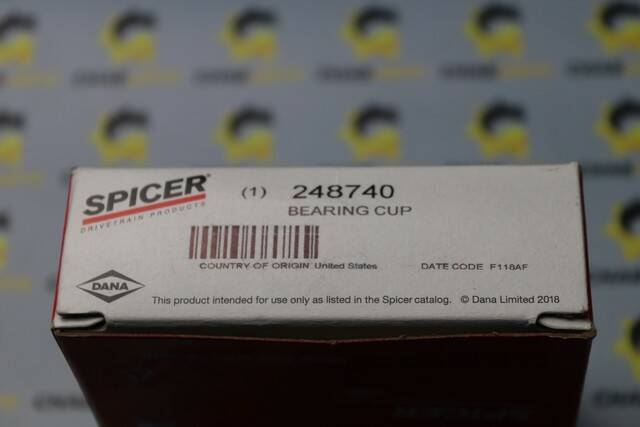 SPICER®
DRIVETRAIN PRODUCTS
(1) 248740
BEARING CUP
COUNTRY OF ORIGIN United States
DATE CODE F118AF
DANA
This product intended for use only as listed in the Spicer catalog. © Dana Limited 2018